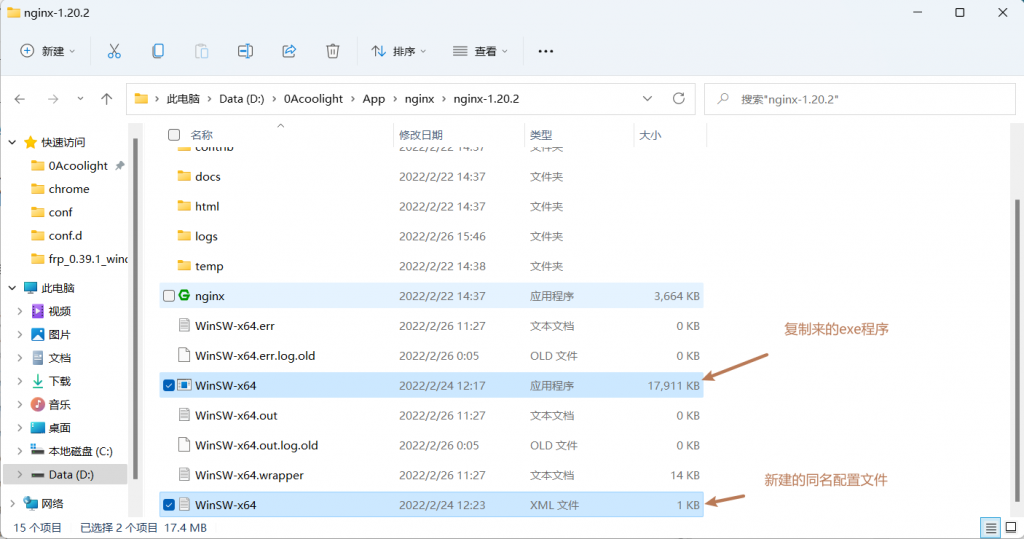 nginx-1.20.2
新建 排序 查看
此电脑 Data (D:) 0Acoolight App nginx nginx-1.20.2 搜索"nginx-1.20.2"
快速访问
0Acoolight
chrome
conf
conf.d
frp_0.39.1_wind
此电脑
视频
图片
文档
下载
音乐
桌面
本地磁盘 (C:)
Data (D:)
网络
名称 修改日期 类型 大小
contrib 2022/2/22 14:37 文件夹
docs 2022/2/22 14:37 文件夹
html 2022/2/22 14:37 文件夹
logs 2022/2/26 15:46 文件夹
temp 2022/2/22 14:38 文件夹
nginx 2022/2/22 14:37 应用程序 3,664 KB
WinSW-x64.err 2022/2/26 11:27 文本文档 0 KB
WinSW-x64.err.log.old 2022/2/26 0:05 OLD 文件 0 KB
WinSW-x64 2022/2/24 12:17 应用程序 17,911 KB
WinSW-x64.out 2022/2/26 11:27 文本文档 0 KB
WinSW-x64.out.log.old 2022/2/26 0:05 OLD 文件 0 KB
WinSW-x64.wrapper 2022/2/26 11:27 文本文档 14 KB
WinSW-x64 2022/2/24 12:23 XML 文件 1 KB
复制来的exe程序
新建的同名配置文件
15 个项目 已选择 2 个项目 17.4 MB